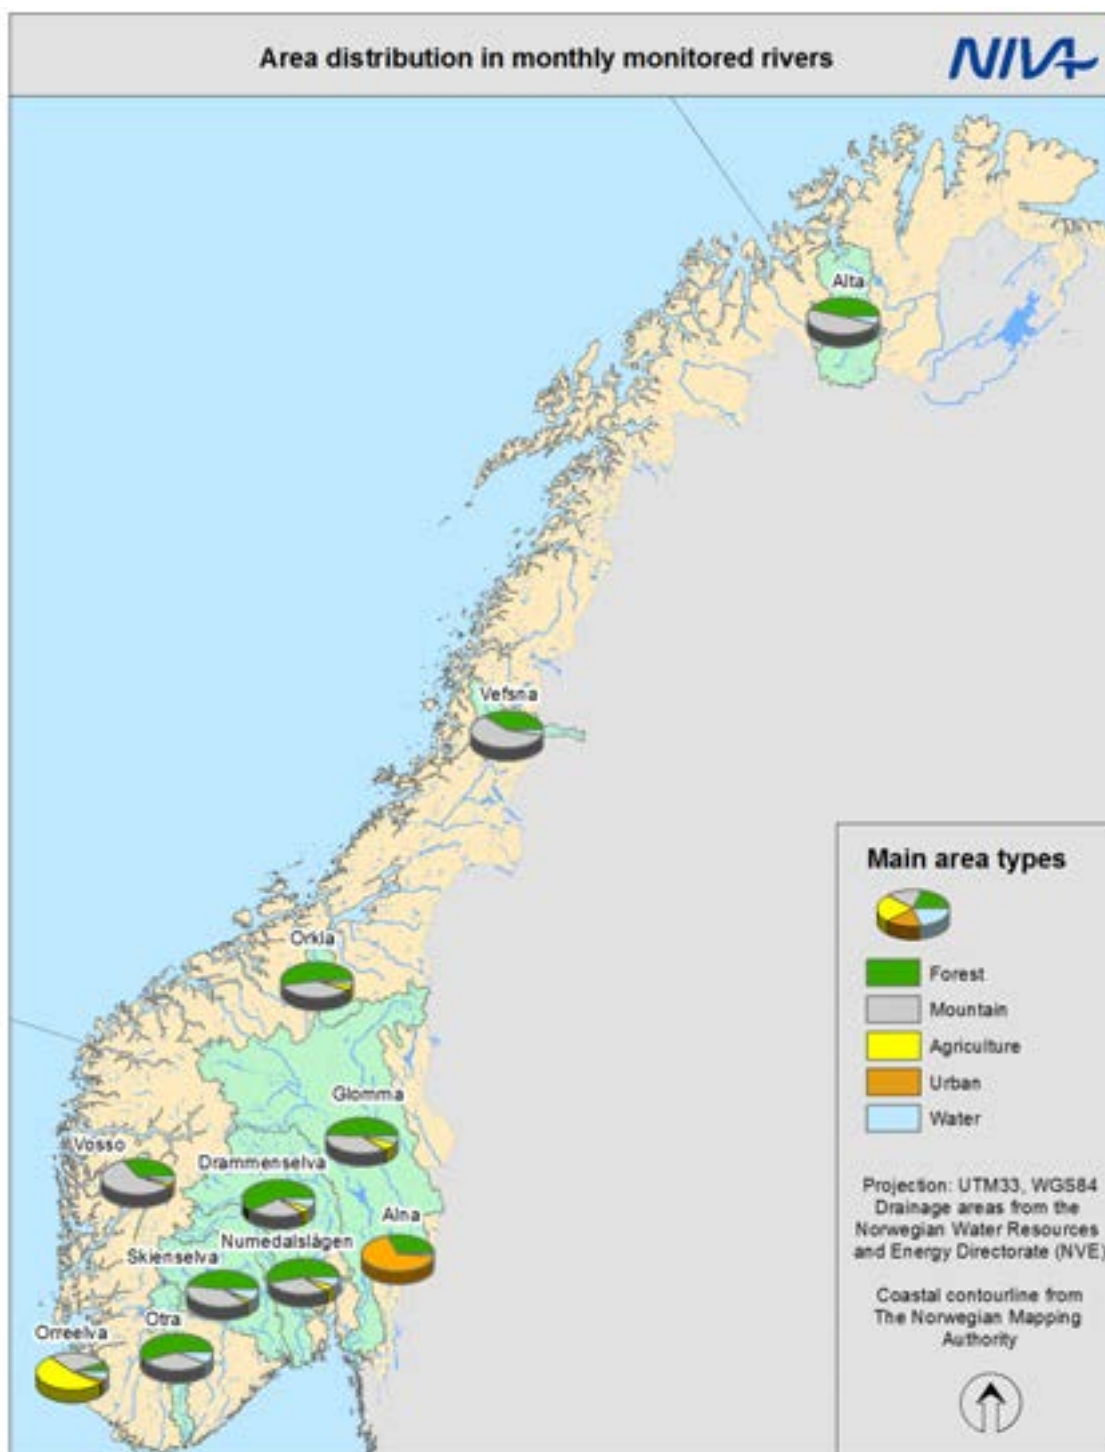 Area distribution in monthly monitored rivers
NIVA
Alta
Vefsna
Orkla
Glomma
Vosso
Drammenselva
Alna
Numedalslågen
Skienselva
Otra
Orreelva
Main area types
Forest
Mountain
Agriculture
Urban
Water
Projection: UTM33, WGS84
Drainage areas from the
Norwegian Water Resources
and Energy Directorate (NVE)
Coastal contourline from
The Norwegian Mapping
Authority